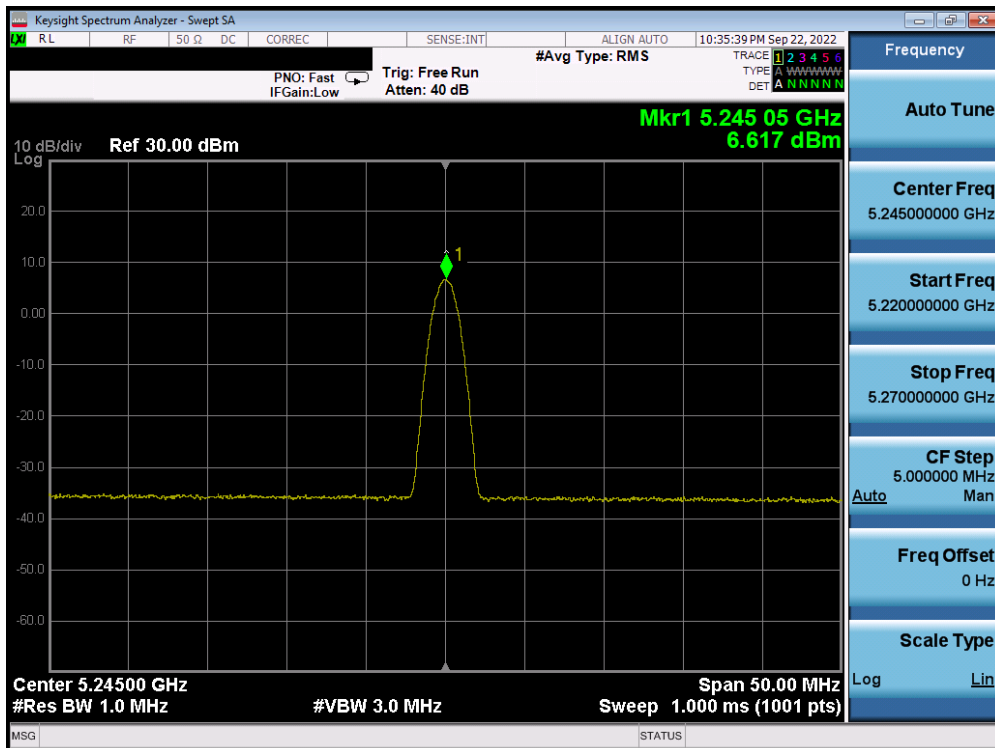 Keysight Spectrum Analyzer - Swept SA
LXI RL RF 50 Ω DC CORREC SENSE:INT ALIGN AUTO 10:35:39 PM Sep 22, 2022
PNO: Fast Trig: Free Run #Avg Type: RMS TRACE 1 2 3 4 5 6
IFGain:Low Atten: 40 dB TYPE A WWWWW
DET A N N N N N
Mkr1 5.245 05 GHz
6.617 dBm
10 dB/div Ref 30.00 dBm
Log
1
20.0
10.0
0.00
-10.0
-20.0
-30.0
-40.0
-50.0
-60.0
Center 5.24500 GHz Span 50.00 MHz
#Res BW 1.0 MHz #VBW 3.0 MHz Sweep 1.000 ms (1001 pts)
MSG STATUS
Frequency
Auto Tune
Center Freq
5.245000000 GHz
Start Freq
5.220000000 GHz
Stop Freq
5.270000000 GHz
CF Step
5.000000 MHz
Auto Man
Freq Offset
0 Hz
Scale Type
Log Lin